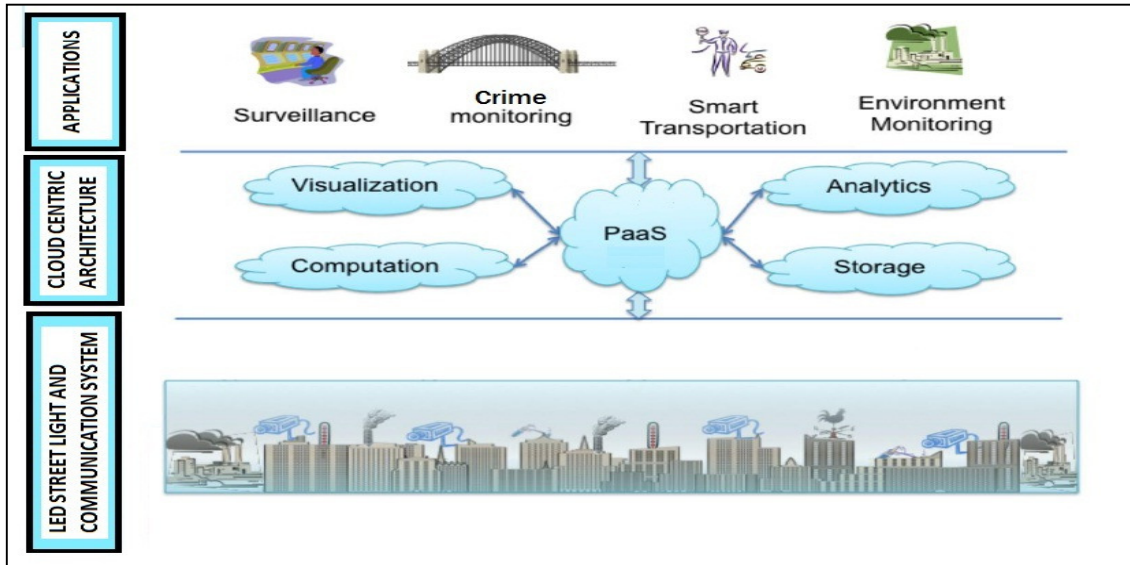 APPLICATIONS
Surveillance
Crime
monitoring
Smart
Transportation
Environment
Monitoring
CLOUD CENTRIC
ARCHITECTURE
Visualization
Analytics
PaaS
Computation
Storage
LED STREET LIGHT AND
COMMUNICATION SYSTEM